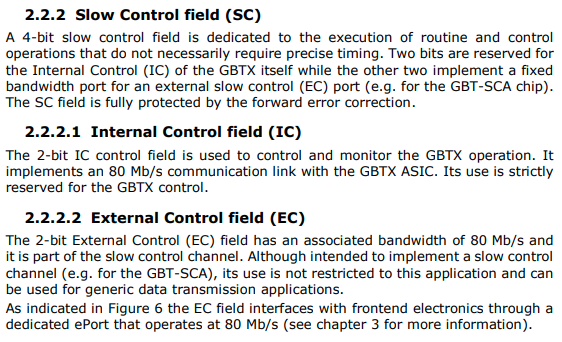 2.2.2 Slow Control field (SC)
A 4-bit slow control field is dedicated to the execution of routine and control
operations that do not necessarily require precise timing. Two bits are reserved for
the Internal Control (IC) of the GBTX itself while the other two implement a fixed
bandwidth port for an external slow control (EC) port (e.g. for the GBT-SCA chip).
The SC field is fully protected by the forward error correction.
2.2.2.1 Internal Control field (IC)
The 2-bit IC control field is used to control and monitor the GBTX operation. It
implements an 80 Mb/s communication link with the GBTX ASIC. Its use is strictly
reserved for the GBTX control.
2.2.2.2 External Control field (EC)
The 2-bit External Control (EC) field has an associated bandwidth of 80 Mb/s and
it is part of the slow control channel. Although intended to implement a slow control
channel (e.g. for the GBT-SCA), its use is not restricted to this application and can
be used for generic data transmission applications.
As indicated in Figure 6 the EC field interfaces with frontend electronics through a
dedicated ePort that operates at 80 Mb/s (see chapter 3 for more information).